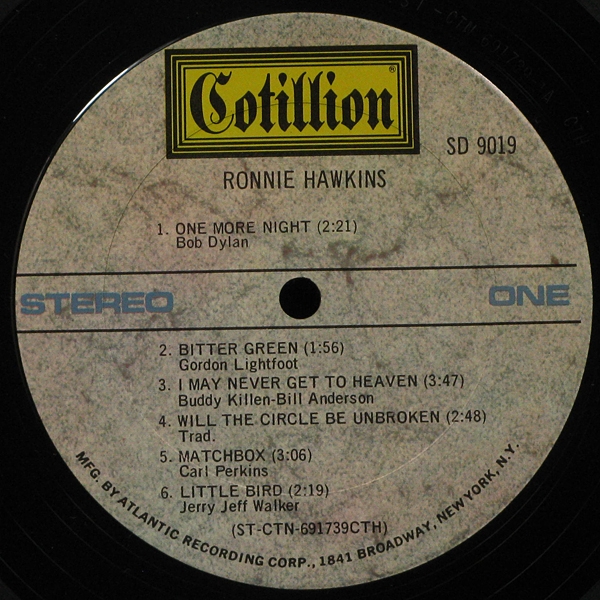 Cotillion®
SD 9019
RONNIE HAWKINS
1. ONE MORE NIGHT (2:21)
Bob Dylan
STEREO ONE
2. BITTER GREEN (1:56)
Gordon Lightfoot
3. I MAY NEVER GET TO HEAVEN (3:47)
Buddy Killen-Bill Anderson
4. WILL THE CIRCLE BE UNBROKEN (2:48)
Trad.
5. MATCHBOX (3:06)
Carl Perkins
6. LITTLE BIRD (2:19)
Jerry Jeff Walker
(ST-CTN-691739CTH)
MFG. BY ATLANTIC RECORDING CORP., 1841 BROADWAY, NEW YORK, N.Y.